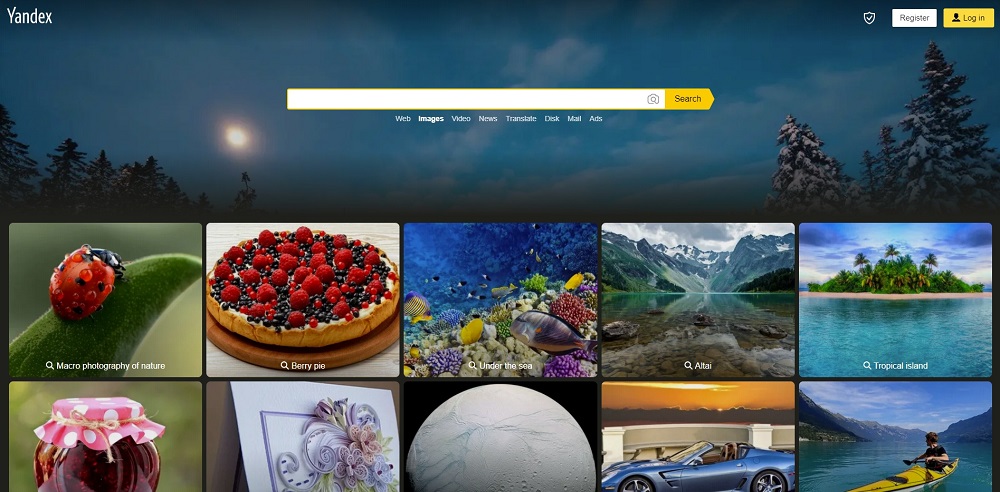 Yandex
Register
Log in
Search
Web Images Video News Translate Disk Mail Ads
Macro photography of nature
Berry pie
Under the sea
Altai
Tropical island